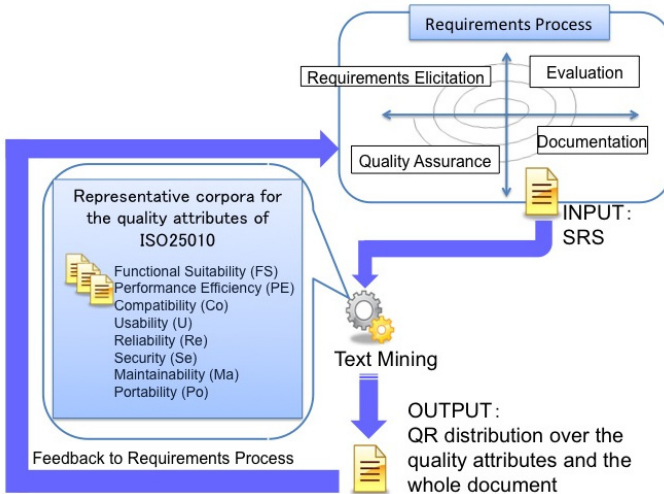 Requirements Process
Requirements Elicitation
Evaluation
Documentation
Quality Assurance
INPUT:
SRS
Representative corpora for
the quality attributes of
ISO25010
Functional Suitability (FS)
Performance Efficiency (PE)
Compatibility (Co)
Usability (U)
Reliability (Re)
Security (Se)
Maintainability (Ma)
Portability (Po)
Text Mining
OUTPUT:
QR distribution over the
quality attributes and the
whole document
Feedback to Requirements Process